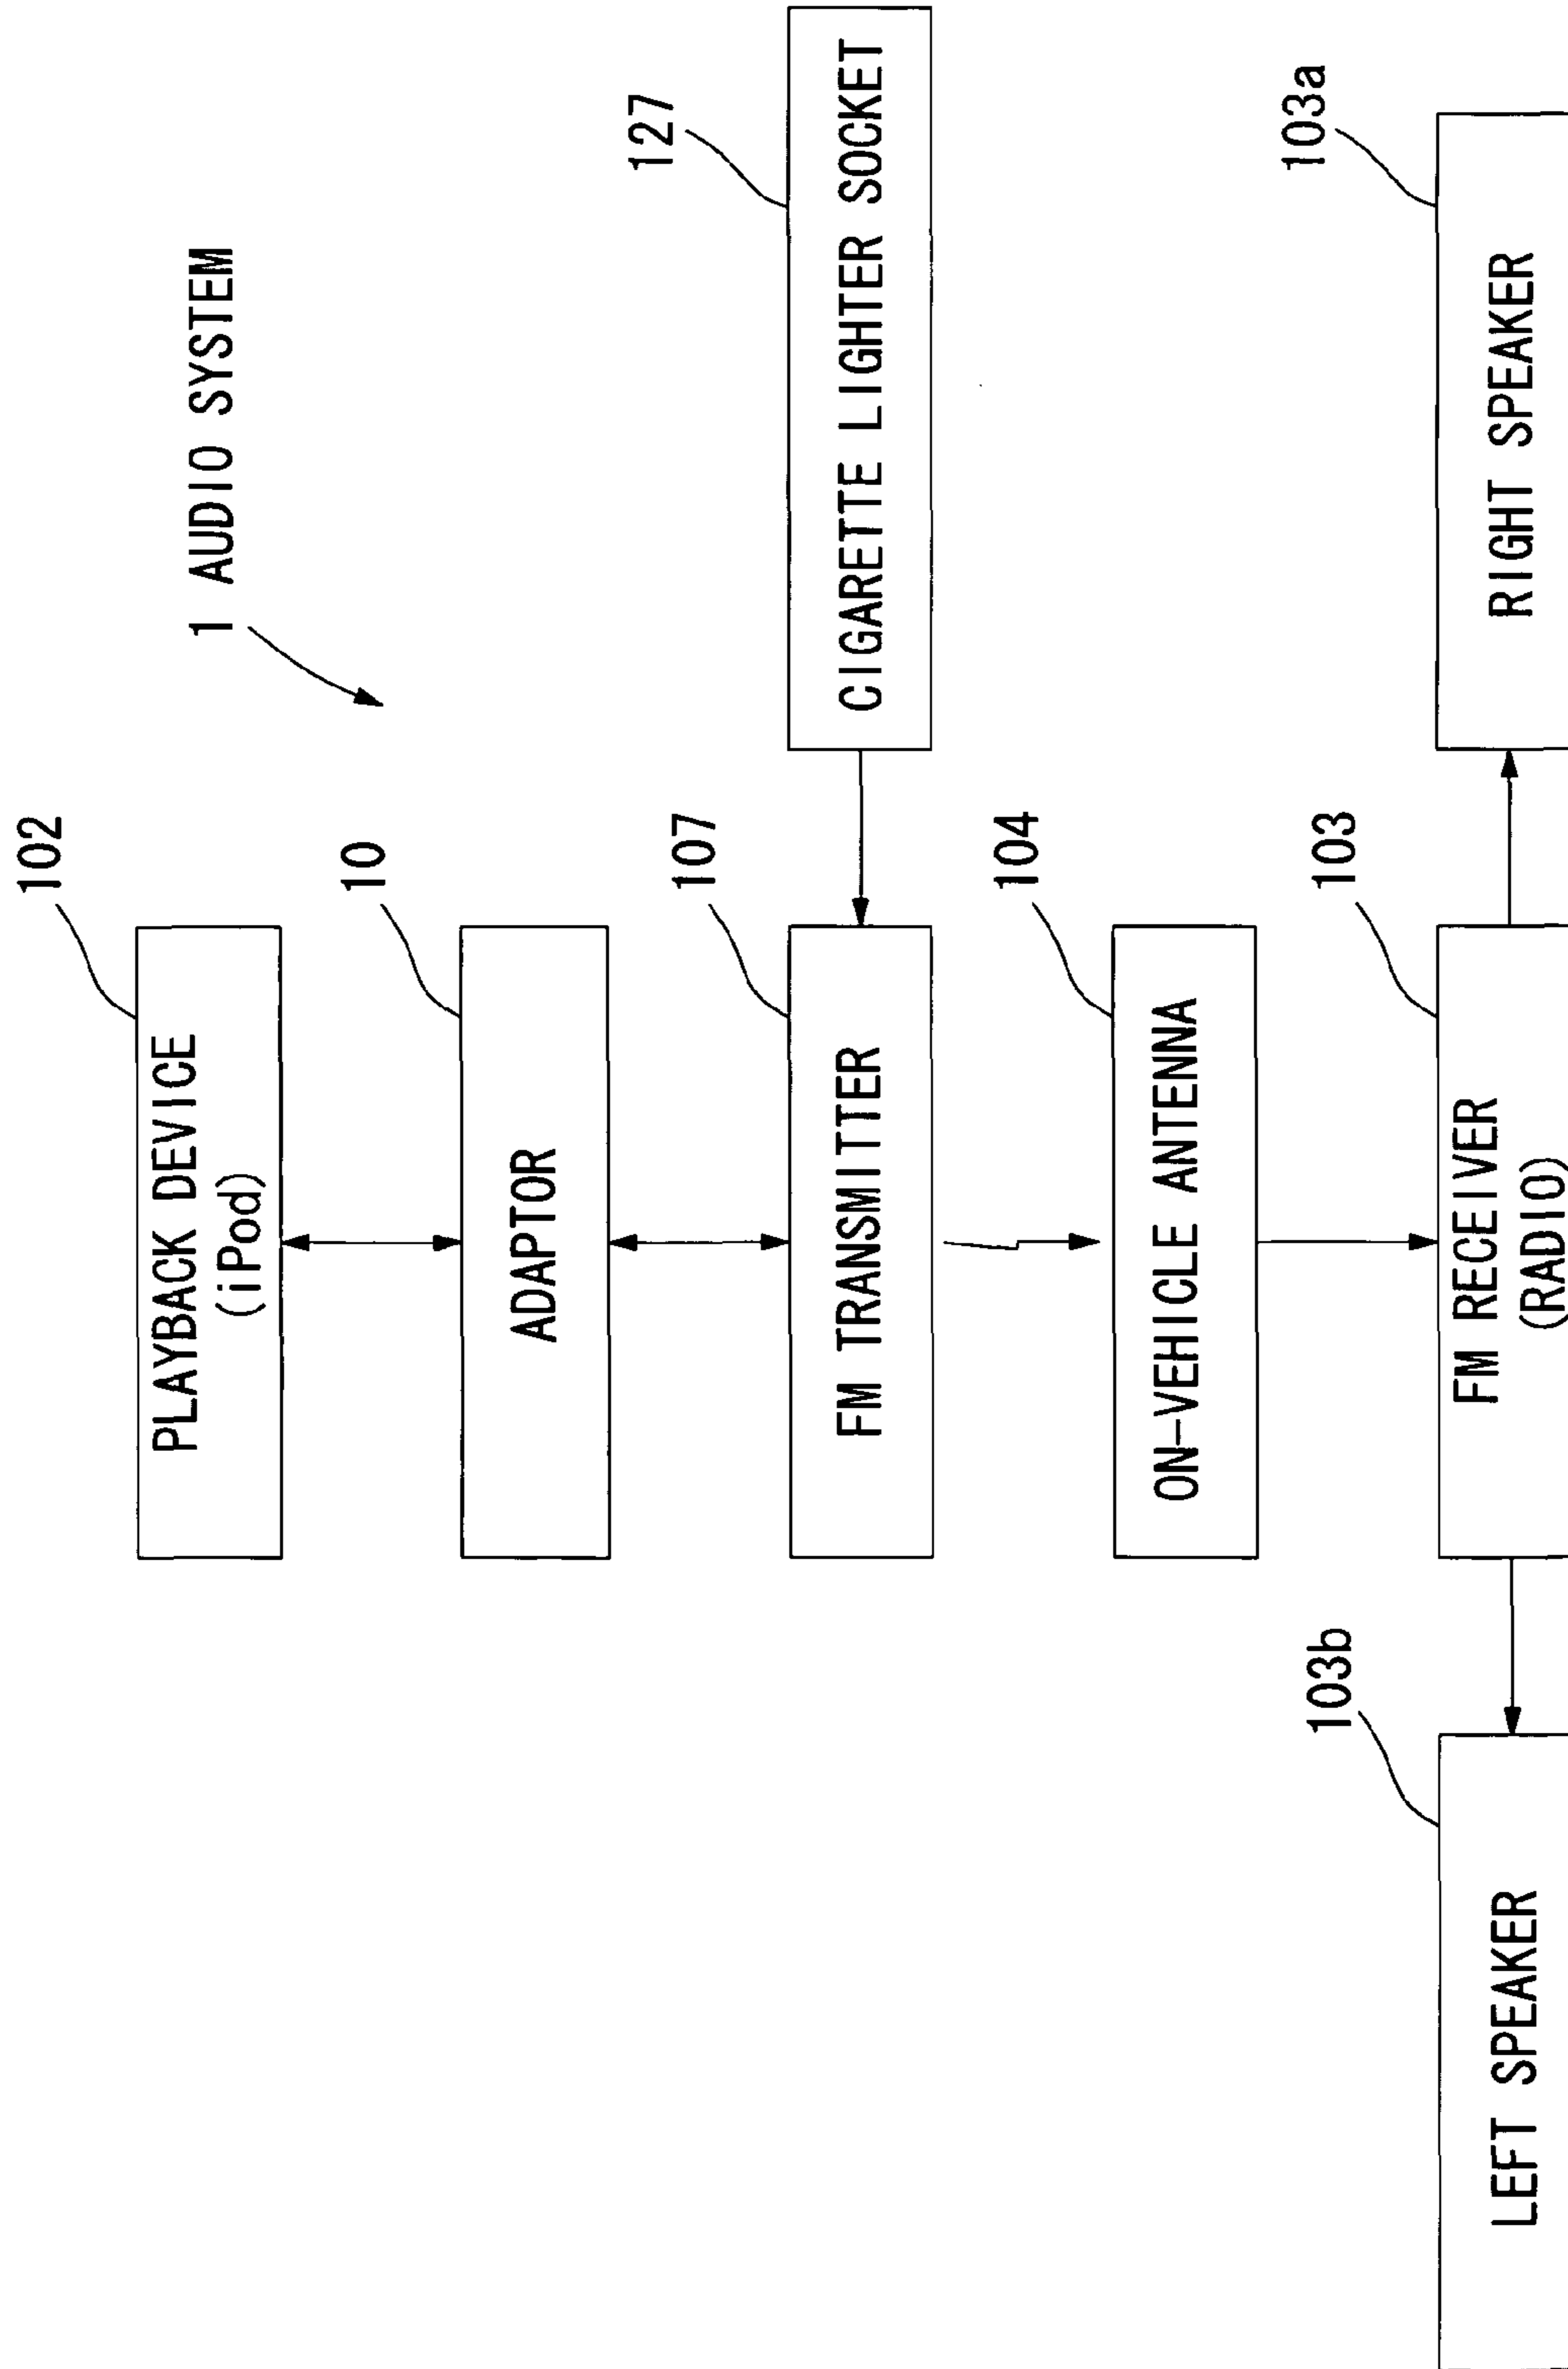 1 AUDIO SYSTEM
102
PLAYBACK DEVICE
(iPod)
10
ADAPTOR
107
FM TRANSMITTER
127
CIGARETTE LIGHTER SOCKET
104
ON-VEHICLE ANTENNA
103
FM RECEIVER
(RADIO)
103b
LEFT SPEAKER
103a
RIGHT SPEAKER